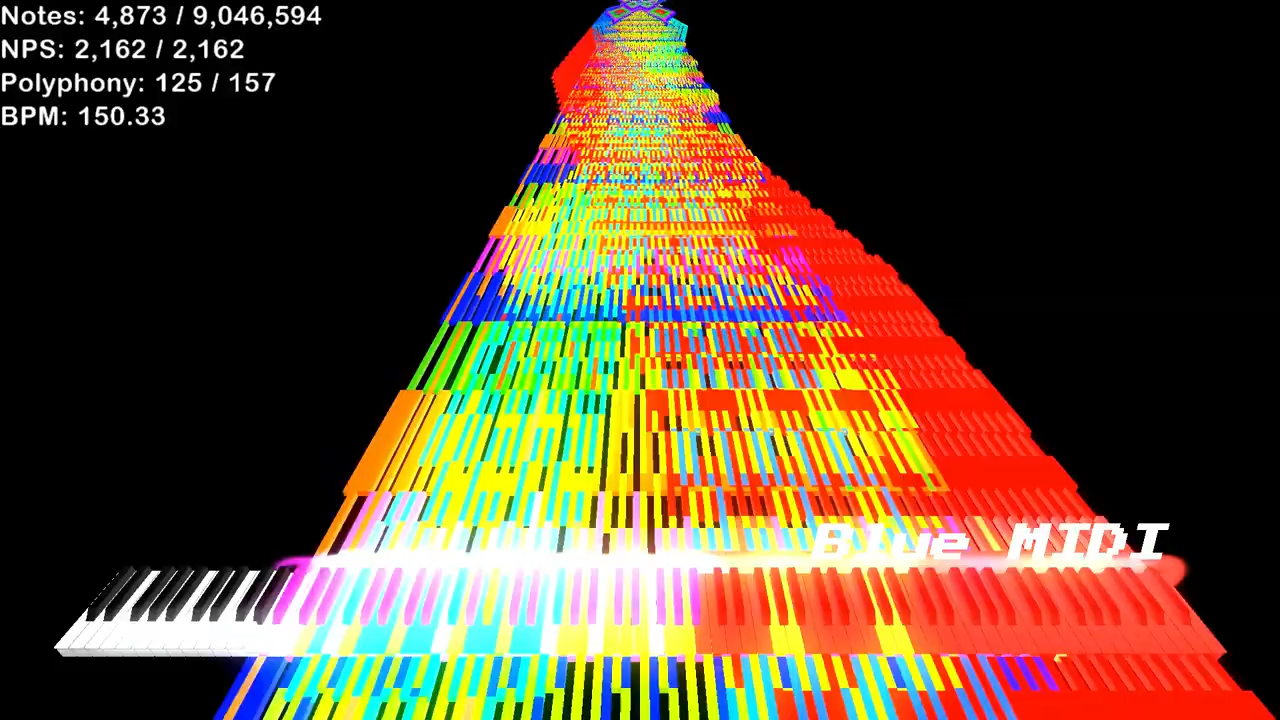 Notes: 4,873 / 9,046,594
NPS: 2,162 / 2,162
Polyphony: 125 / 157
BPM: 150.33
Blue MIDI